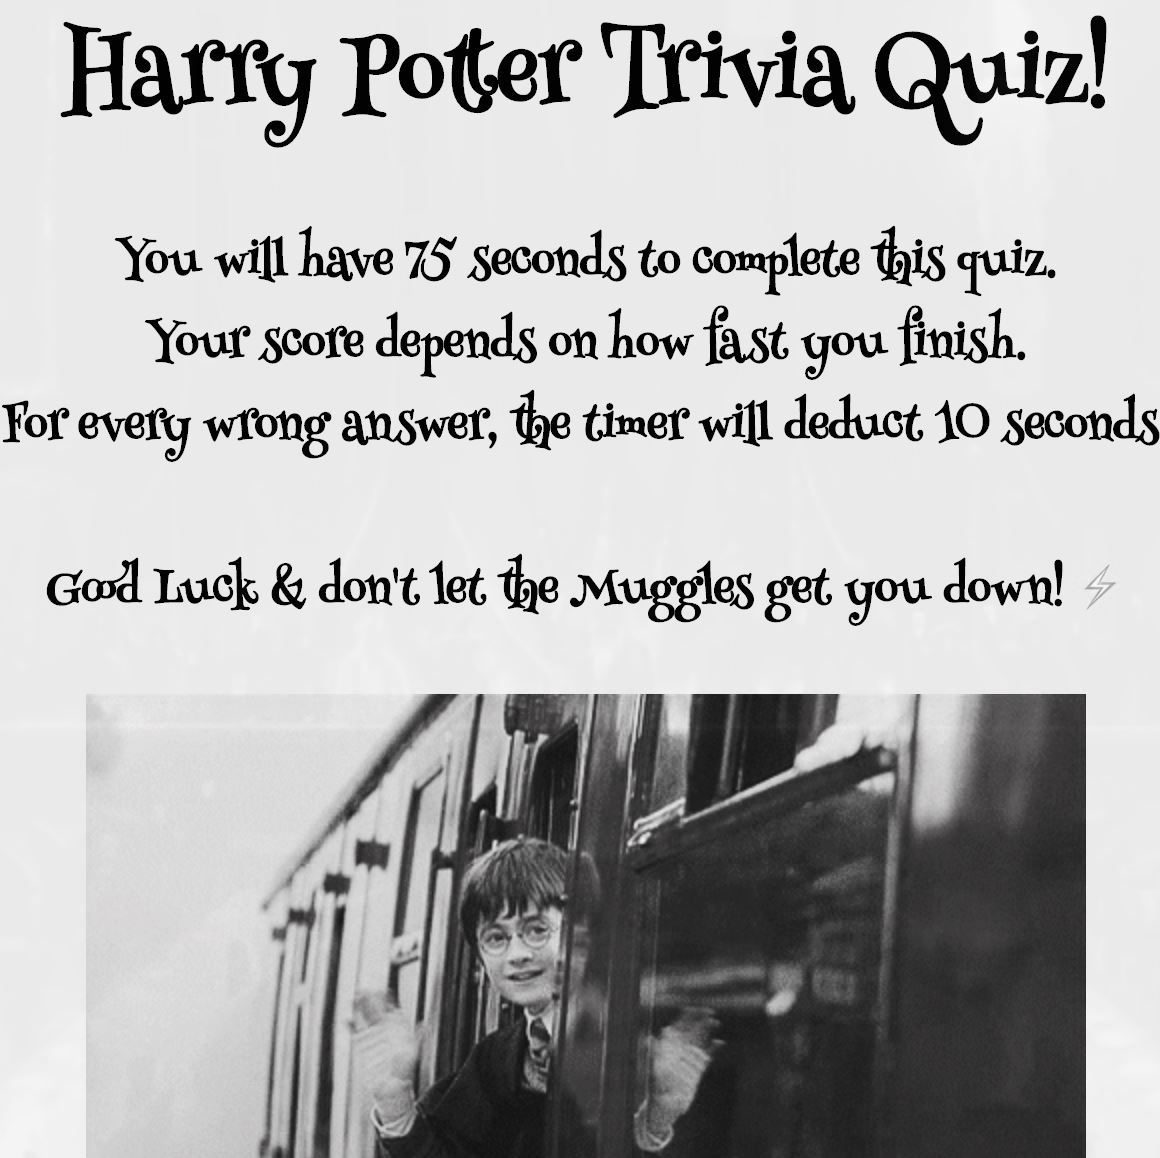 Harry Potter Trivia Quiz!
You will have 75 seconds to complete this quiz.
Your score depends on how fast you finish.
For every wrong answer, the timer will deduct 10 seconds
Good Luck & don't let the Muggles get you down! ⚡